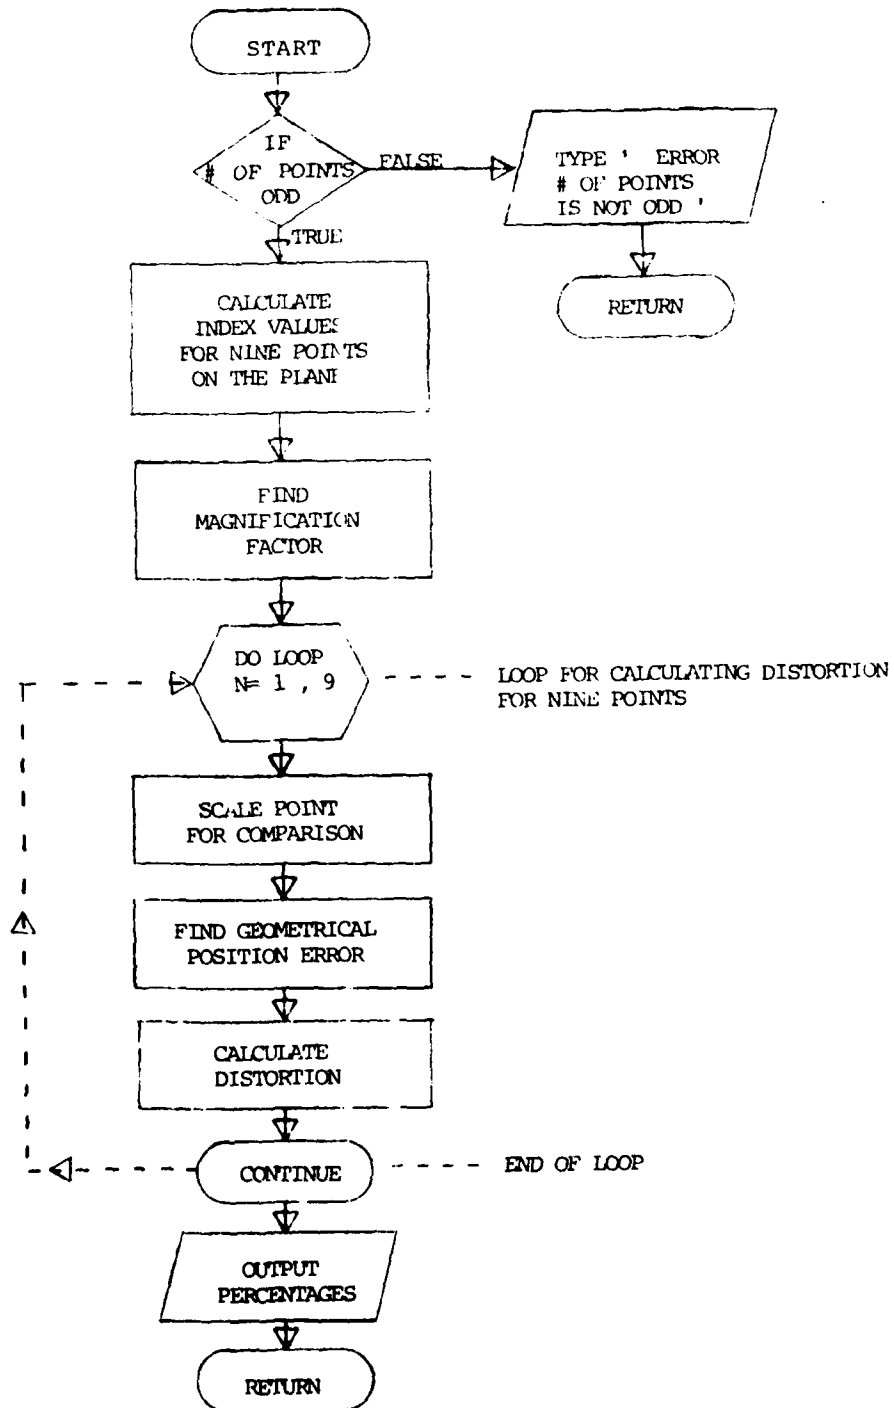 START
IF
# OF POINTS
ODD
FALSE
TYPE ' ERROR
# OF POINTS
IS NOT ODD '
RETURN
TRUE
CALCULATE
INDEX VALUES
FOR NINE POINTS
ON THE PLANE
FIND
MAGNIFICATION
FACTOR
DO LOOP
N= 1 , 9
LOOP FOR CALCULATING DISTORTION
FOR NINE POINTS
SCALE POINT
FOR COMPARISON
FIND GEOMETRICAL
POSITION ERROR
CALCULATE
DISTORTION
CONTINUE
END OF LOOP
OUTPUT
PERCENTAGES
RETURN